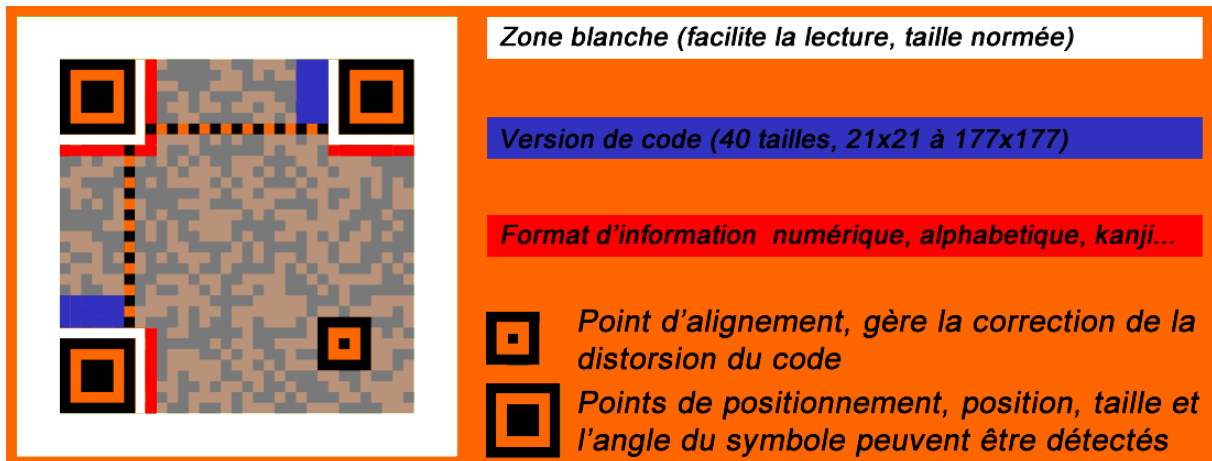 Zone blanche (facilite la lecture, taille normée)
Version de code (40 tailles, 21x21 à 177x177)
Format d'information numérique, alphabetique, kanji...
Point d'alignement, gère la correction de la
distorsion du code
Points de positionnement, position, taille et
l'angle du symbole peuvent être détectés